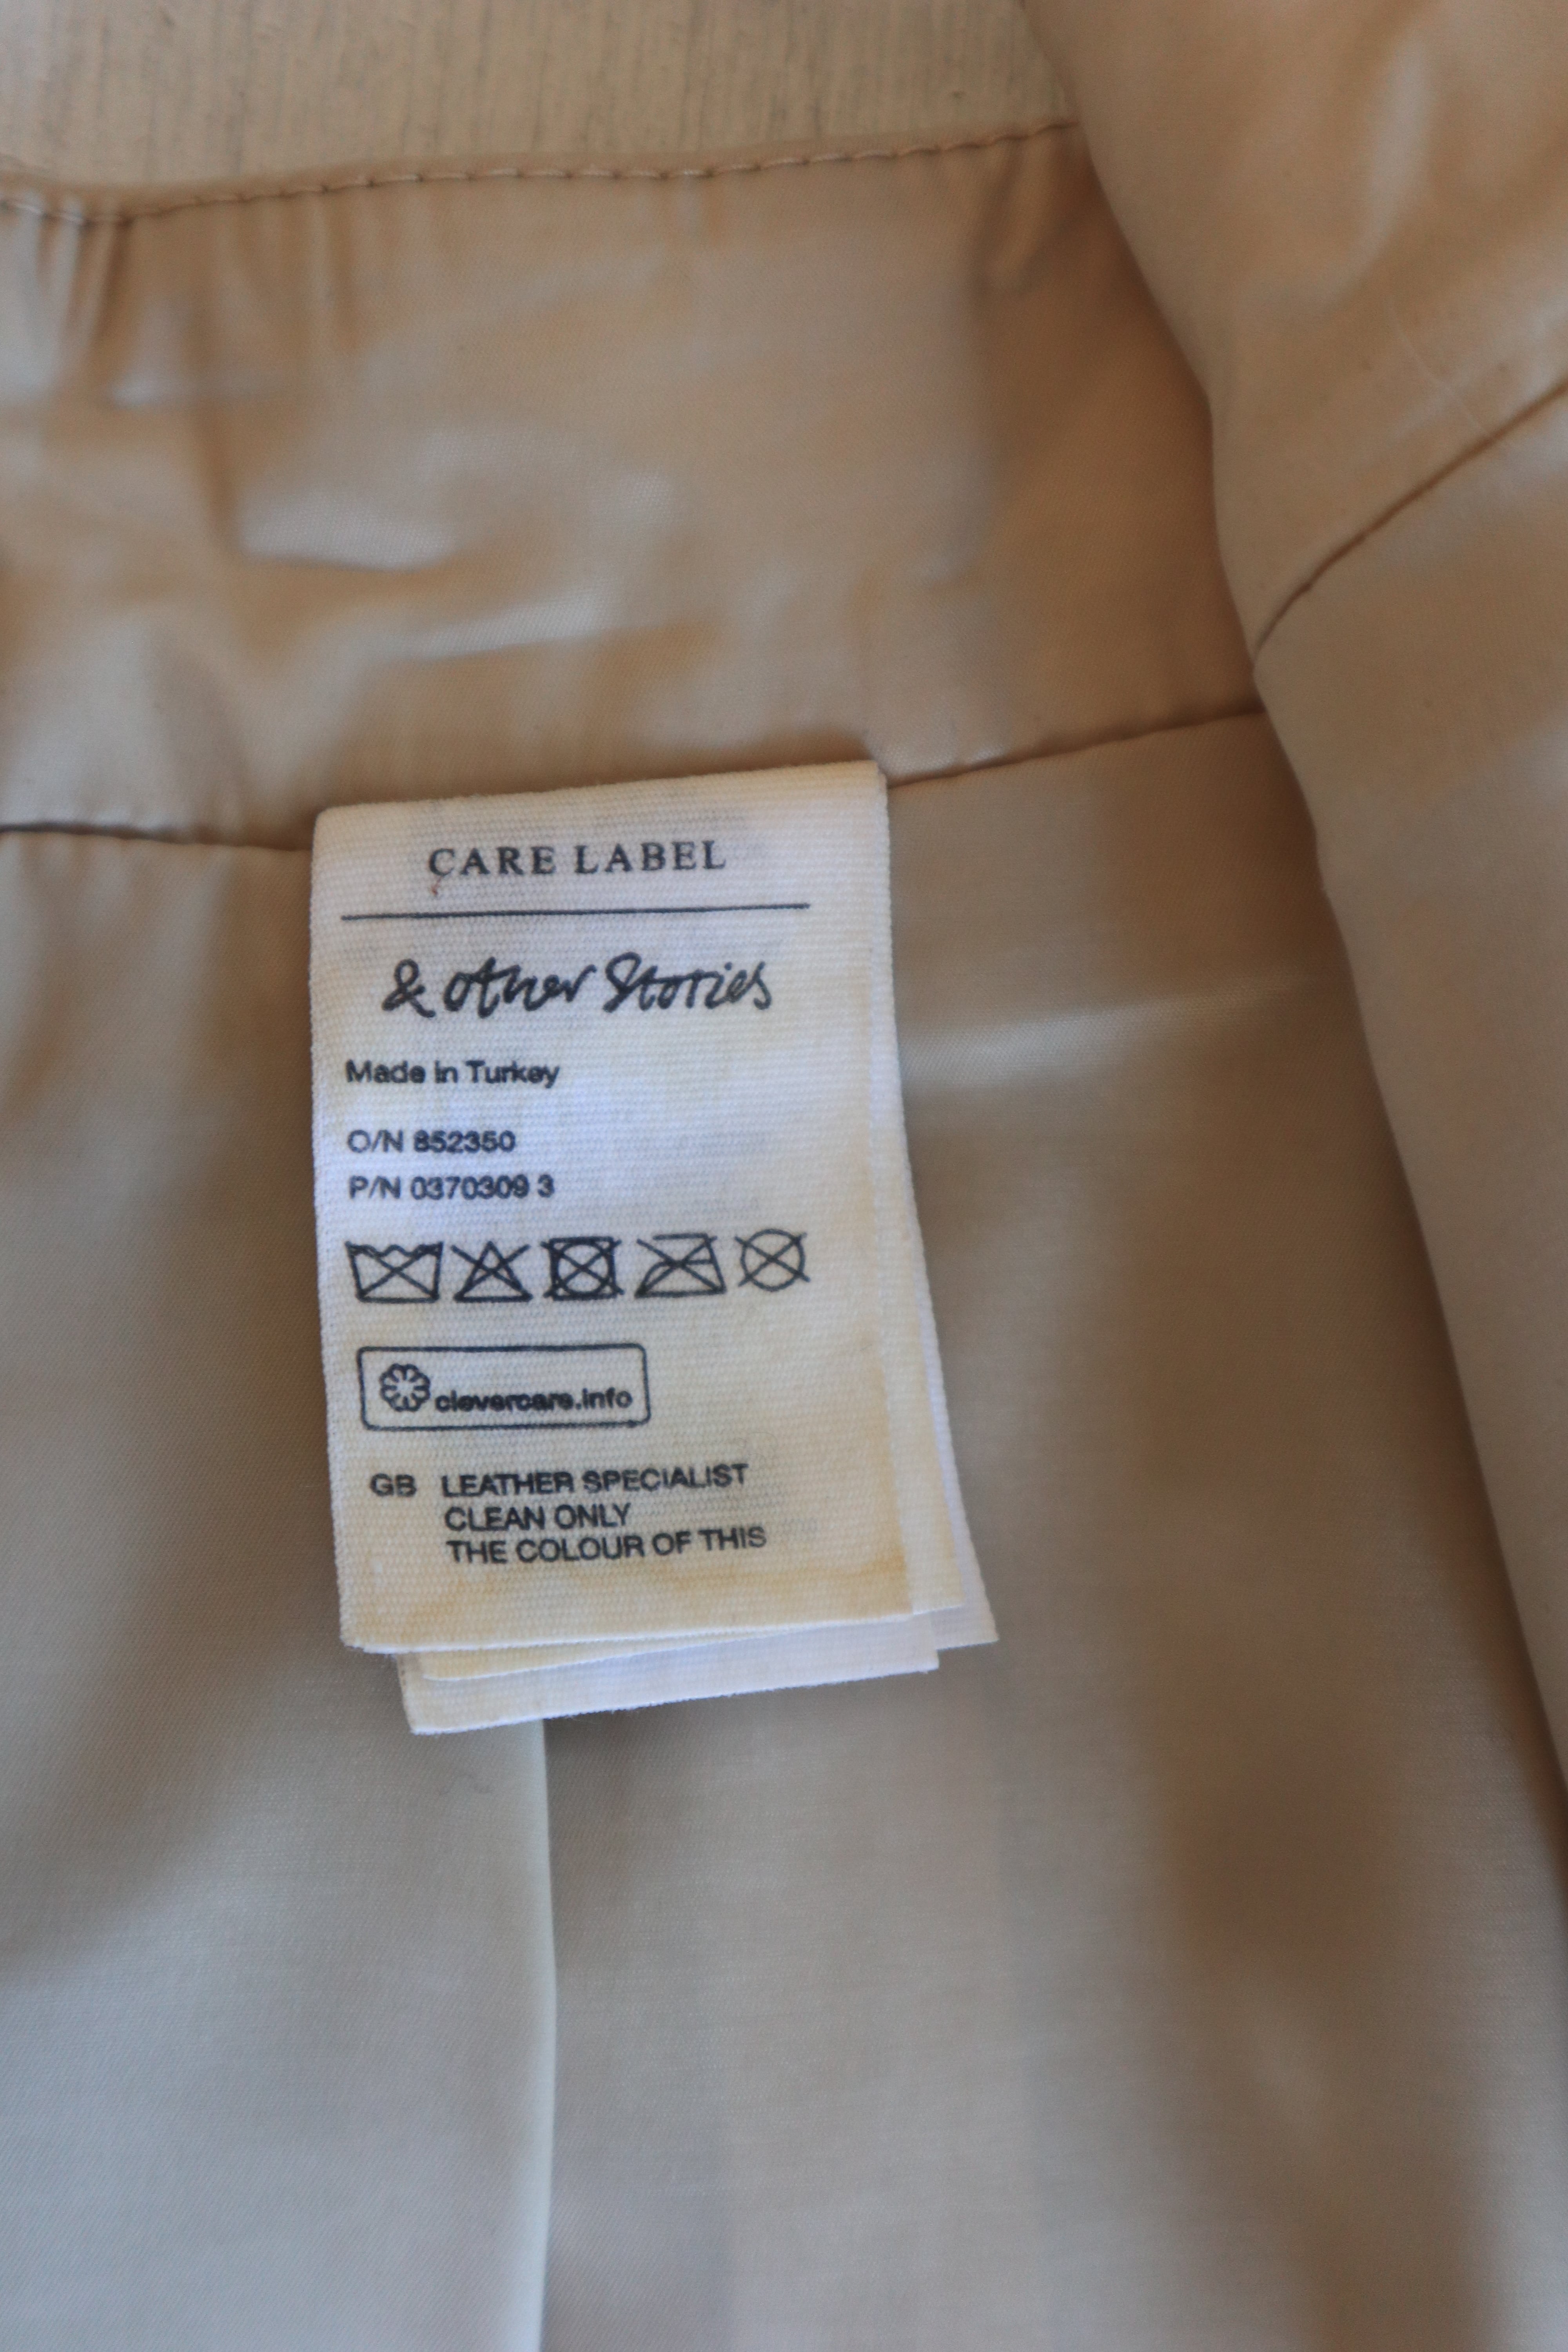 CARE LABEL
& other Stories
Made in Turkey
O/N 852350
P/N 0370309 3
clevercare.info
GB LEATHER SPECIALIST
CLEAN ONLY
THE COLOUR OF THIS